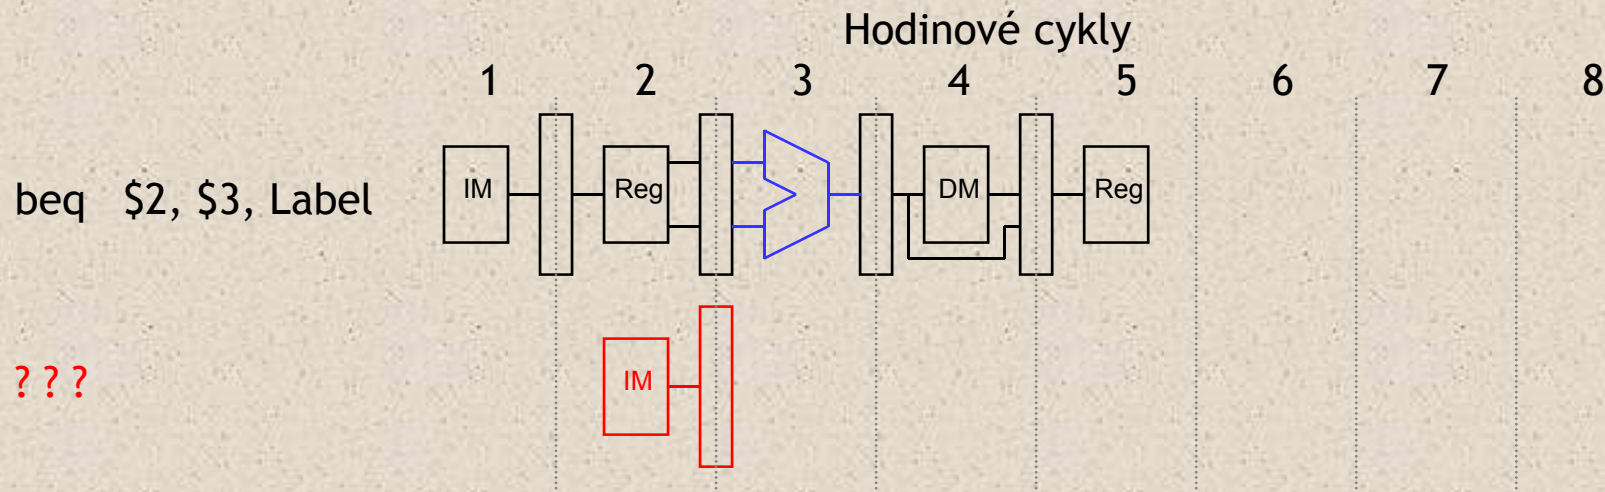 Hodinové cykly
1 2 3 4 5 6 7 8
beq $2, $3, Label IM Reg DM Reg
? ? ? IM